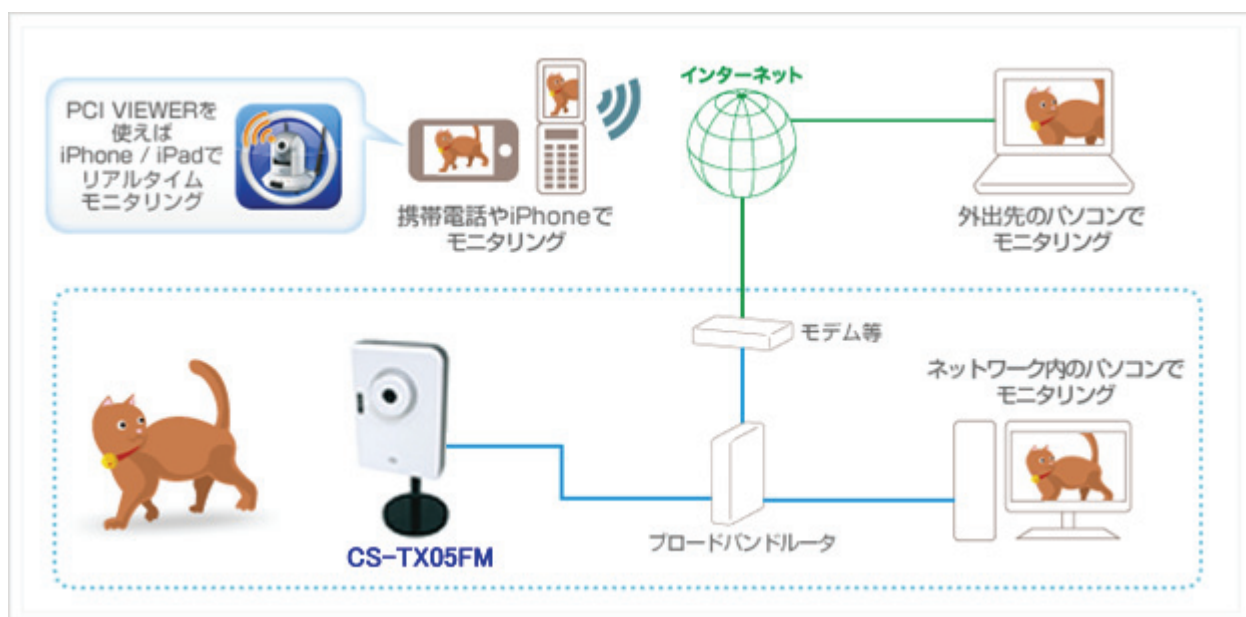 PCI VIEWERを
使えば
iPhone / iPadで
リアルタイム
モニタリング
携帯電話やiPhoneで
モニタリング
インターネット
外出先のパソコンで
モニタリング
モデム等
ネットワーク内のパソコンで
モニタリング
ブロードバンドルータ
CS-TX05FM